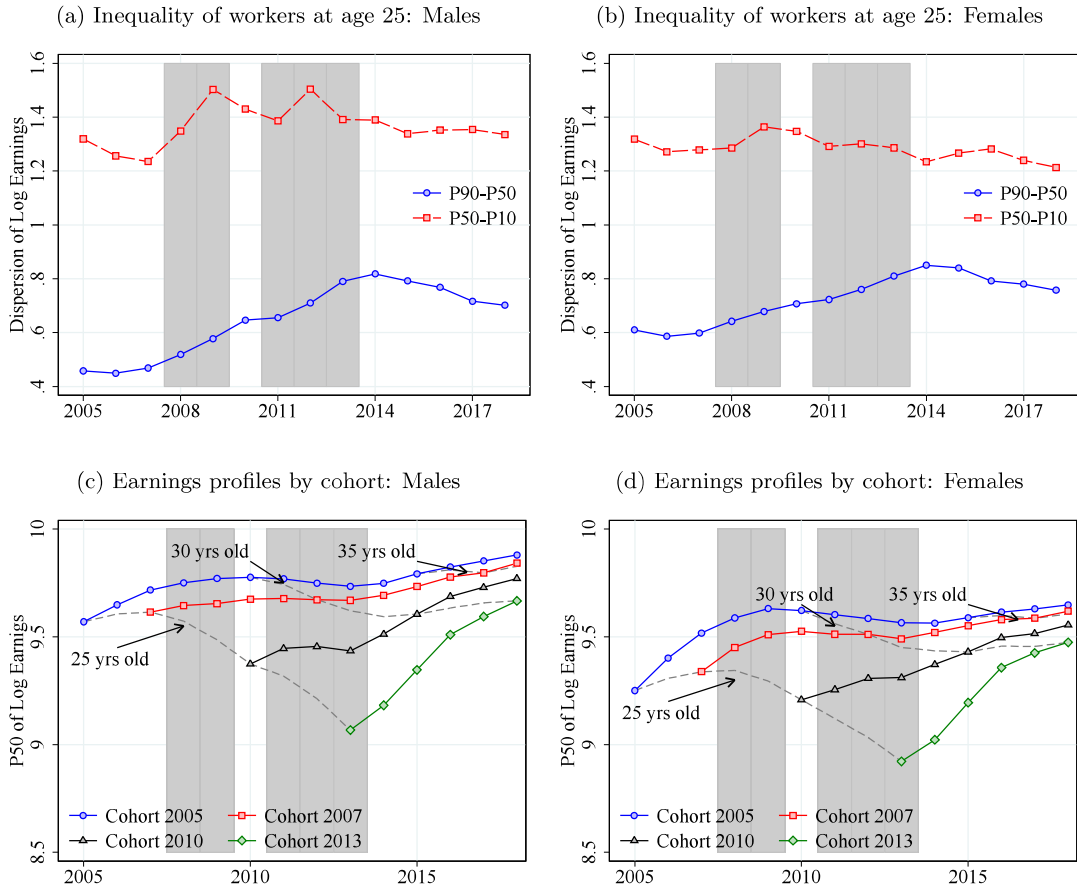 (a) Inequality of workers at age 25: Males
Dispersion of Log Earnings
1.6
1.4
1.2
1
.8
.6
.4
P90-P50
P50-P10
2005 2008 2011 2014 2017
(b) Inequality of workers at age 25: Females
Dispersion of Log Earnings
1.6
1.4
1.2
1
.8
.6
.4
P90-P50
P50-P10
2005 2008 2011 2014 2017
(c) Earnings profiles by cohort: Males
P50 of Log Earnigs
10
9.5
9
8.5
30 yrs old
35 yrs old
25 yrs old
Cohort 2005 Cohort 2007
Cohort 2010 Cohort 2013
2005 2010 2015
(d) Earnings profiles by cohort: Females
P50 of Log Earnigs
10
9.5
9
8.5
30 yrs old
35 yrs old
25 yrs old
Cohort 2005 Cohort 2007
Cohort 2010 Cohort 2013
2005 2010 2015